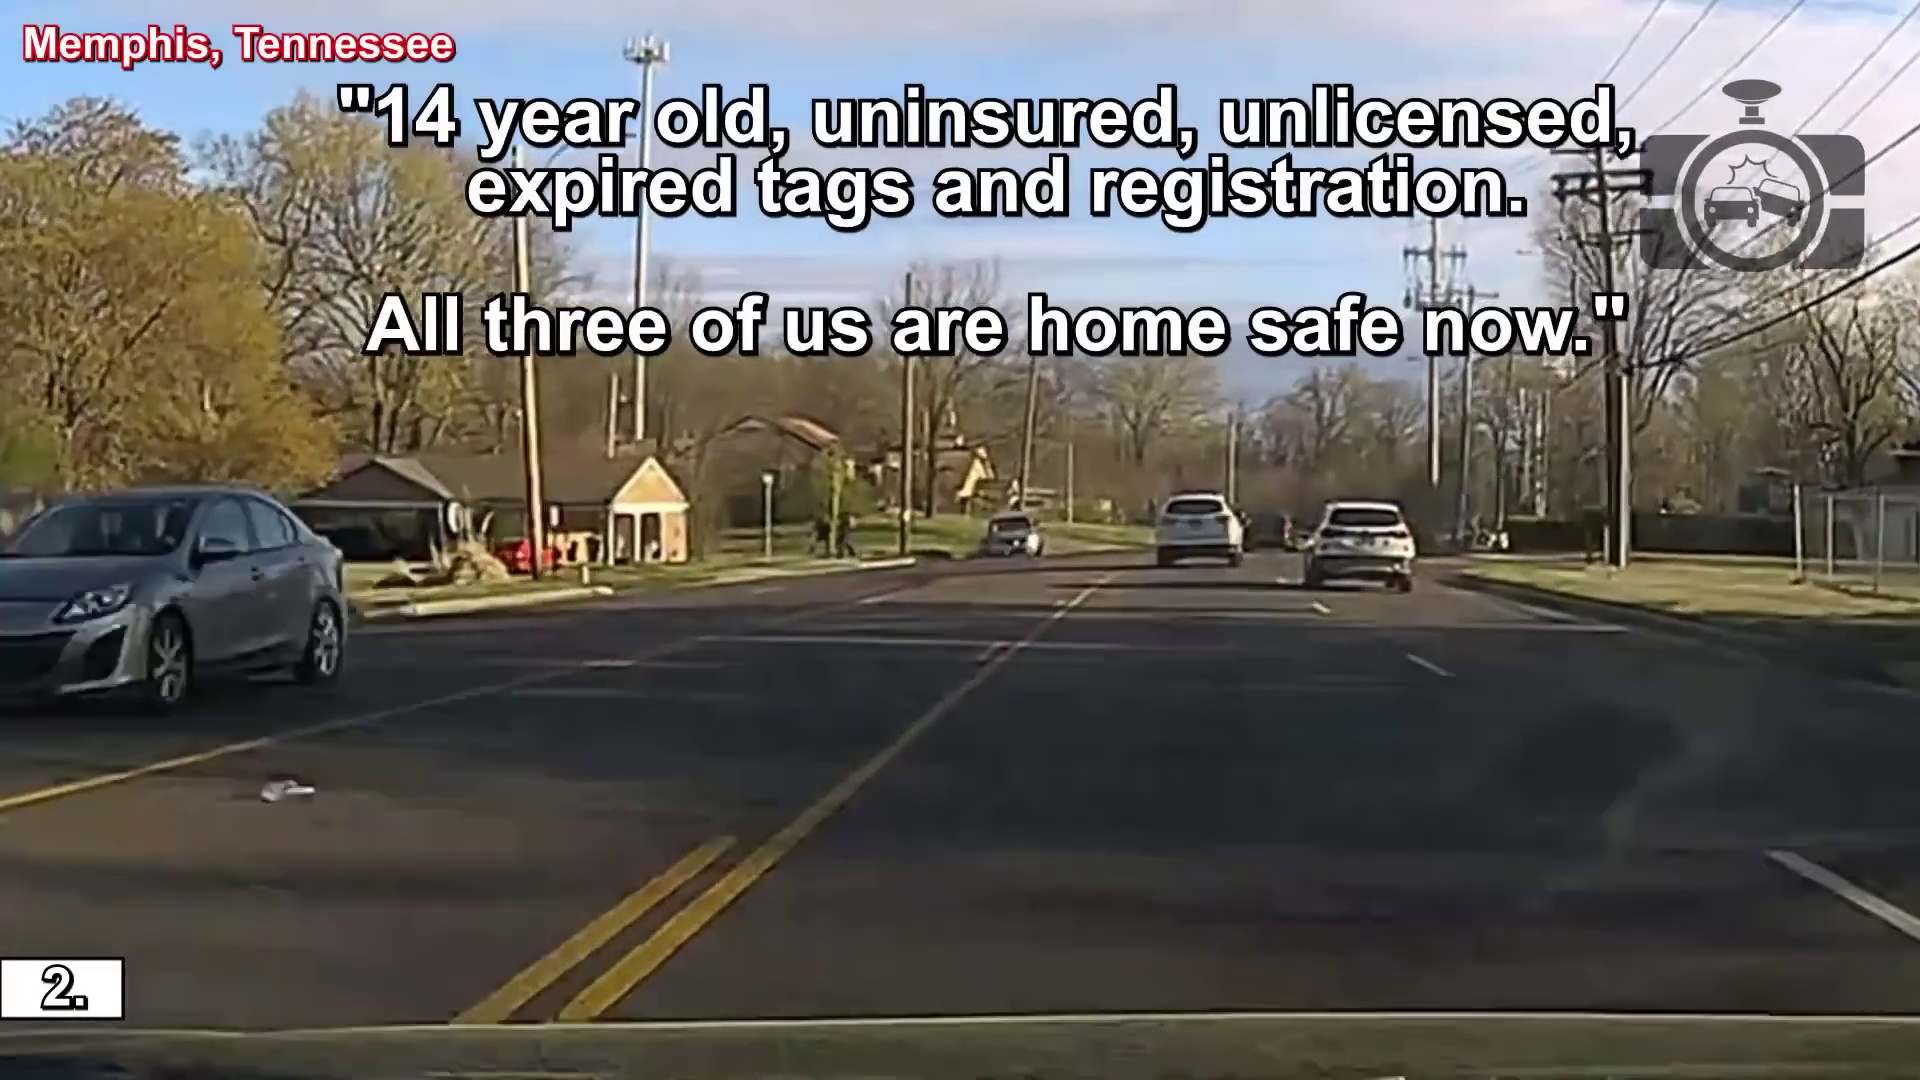 Memphis, Tennessee
"14 year old, uninsured, unlicensed,
expired tags and registration.
All three of us are home safe now."
2.